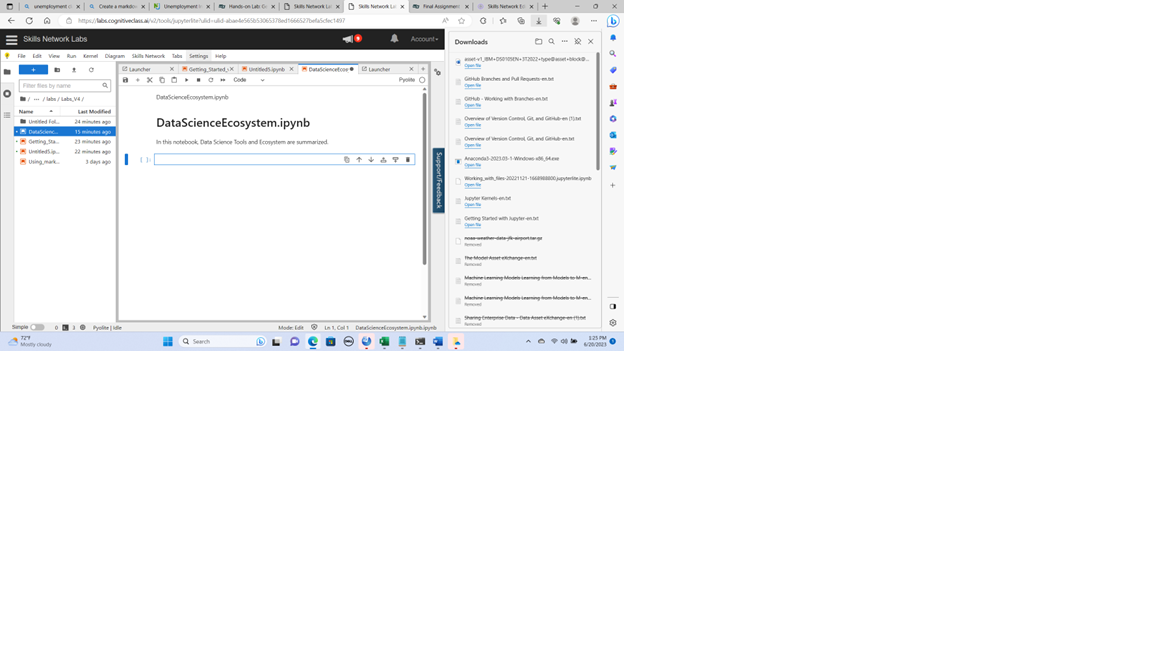 unemployment cl
Create a markdo
Unemployment In
Hands-on Lab Ge
Skills Network La
Skills Network La
Final Assignment
Skills Network Ed
https://labs.cognitiveclass.ai/v2/tools/jupyterlite?ulid=ulid-
Skills Network Labs
Account
File Edit View Run Kernel Diagram Skills Network Tabs Settings Help
Launcher
Getting_Started_
Untitled5.ipynb
DataScienceEcosy
Launcher
Code
Pyolite
Filter files by name
/ ··· / labs / Labs_V4 /
Name Last Modified
Untitled Fol... 24 minutes ago
DataScienc... 15 minutes ago
Getting_Sta... 23 minutes ago
Untitled5.ip... 22 minutes ago
Using_mark... 3 days ago
DataScienceEcosystem.ipynb
DataScienceEcosystem.ipynb
In this notebook, Data Science Tools and Ecosystem are summarized.
[ ]:
Support/Feedback
Simple 0 3 Pyolite | Idle
Mode: Edit Ln 1, Col 1 DataScienceEcosystem.ipynb.ipynb
Downloads
asset-v1_IBM+DS0105EN+3T2022+type@asset+block@...
Open file
GitHub Branches and Pull Requests-en.txt
Open file
GitHub - Working with Branches-en.txt
Open file
Overview of Version Control, Git, and GitHub-en (1).txt
Open file
Overview of Version Control, Git, and GitHub-en.txt
Open file
Anaconda3-2023.03-1-Windows-x86_64.exe
Open file
Working_with_files-20221121-1668988800.jupyterlite.ipynb
Open file
Jupyter Kernels-en.txt
Open file
Getting Started with Jupyter-en.txt
Open file
noaa-weather-data-jfk-airport.tar.gz
Removed
The Model Asset eXchange-en.txt
Removed
Machine Learning Models Learning from Models to M-en...
Removed
Machine Learning Models Learning from Models to M-en...
Removed
Sharing Enterprise Data - Data Asset eXchange-en (1).txt
Removed
72°F
Mostly cloudy
Search
3:25 PM
6/20/2023